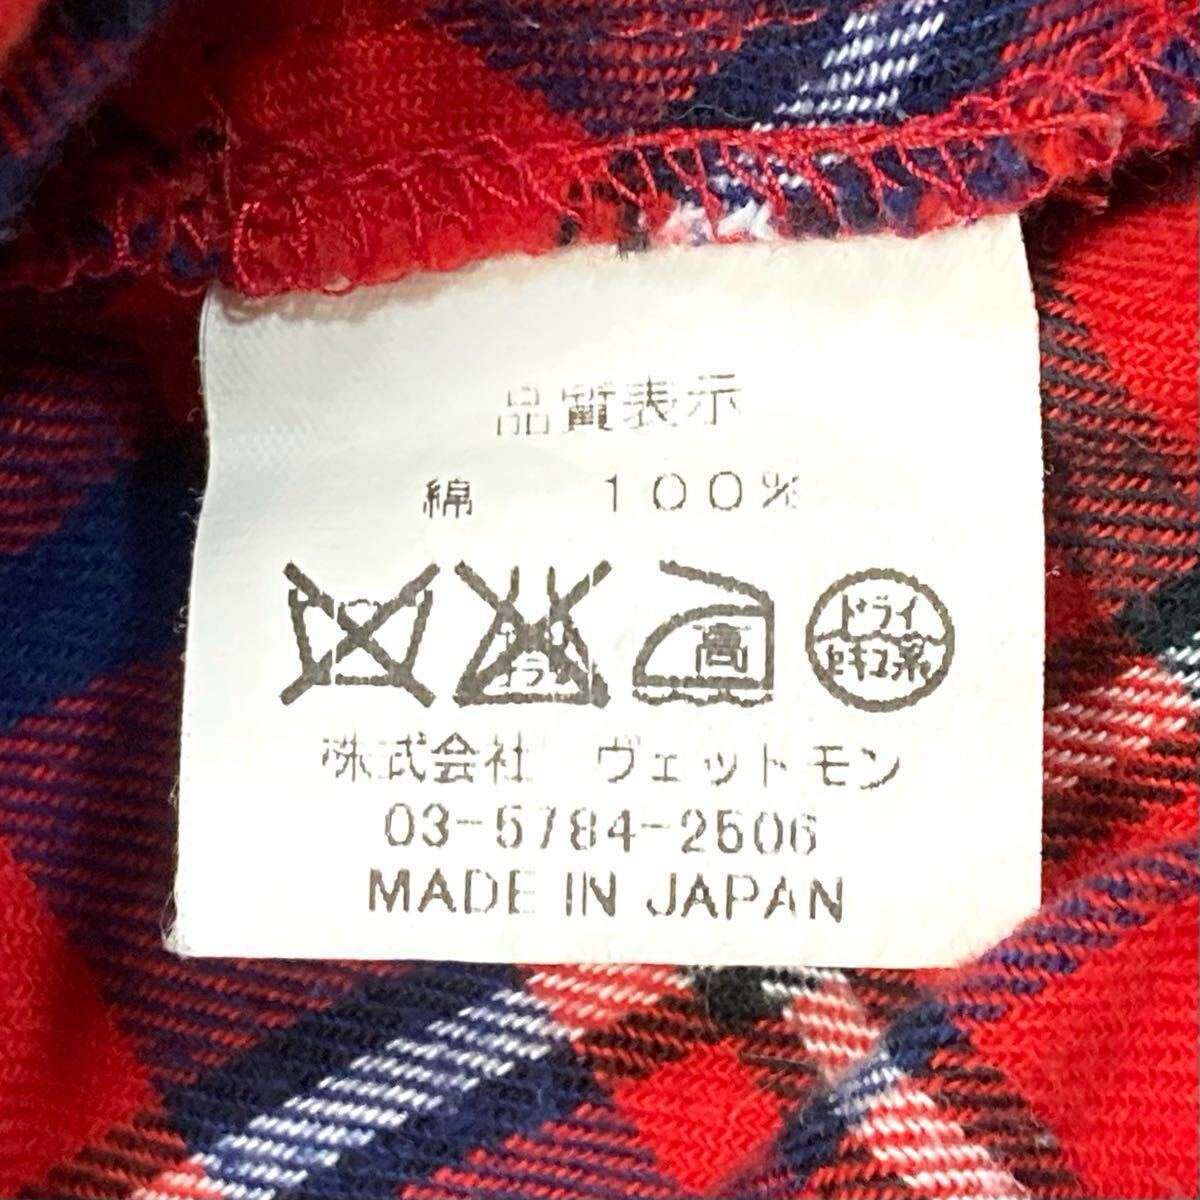 品質表示
綿 100%
高
ドライ
セキユ系
株式会社 ヴェットモン
03-5784-2506
MADE IN JAPAN